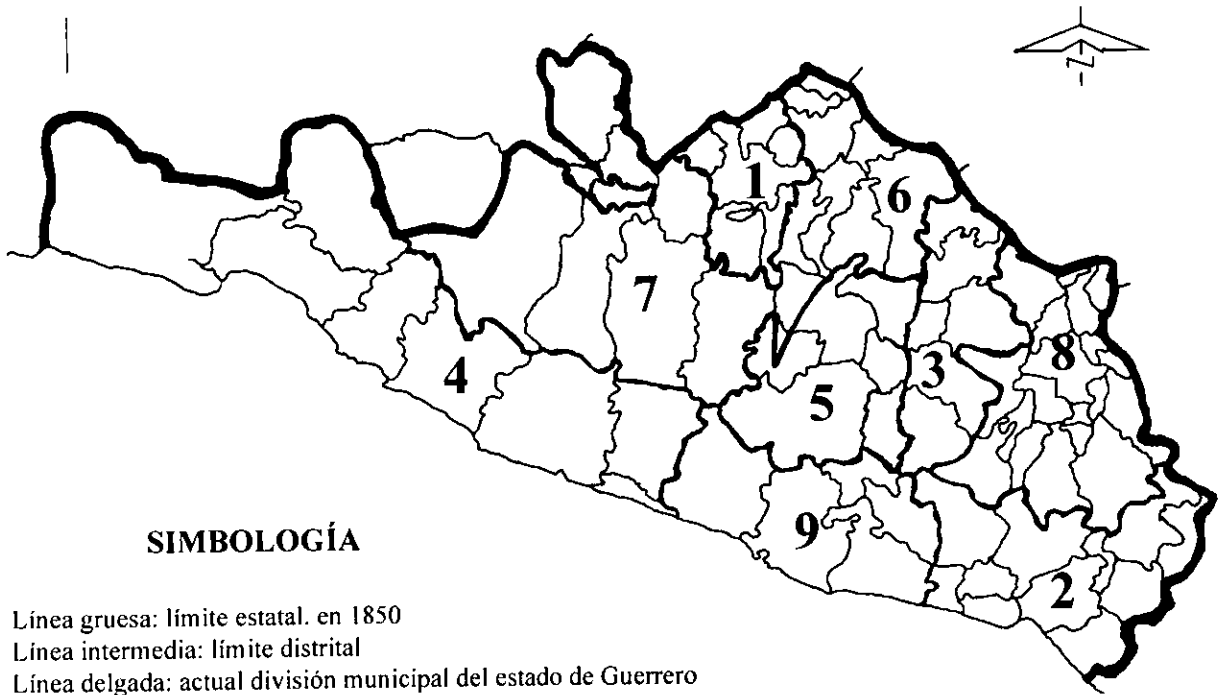 N
1
6
7
8
4
3
5
9
2
SIMBOLOGÍA
Línea gruesa: límite estatal. en 1850
Línea intermedia: límite distrital
Línea delgada: actual división municipal del estado de Guerrero